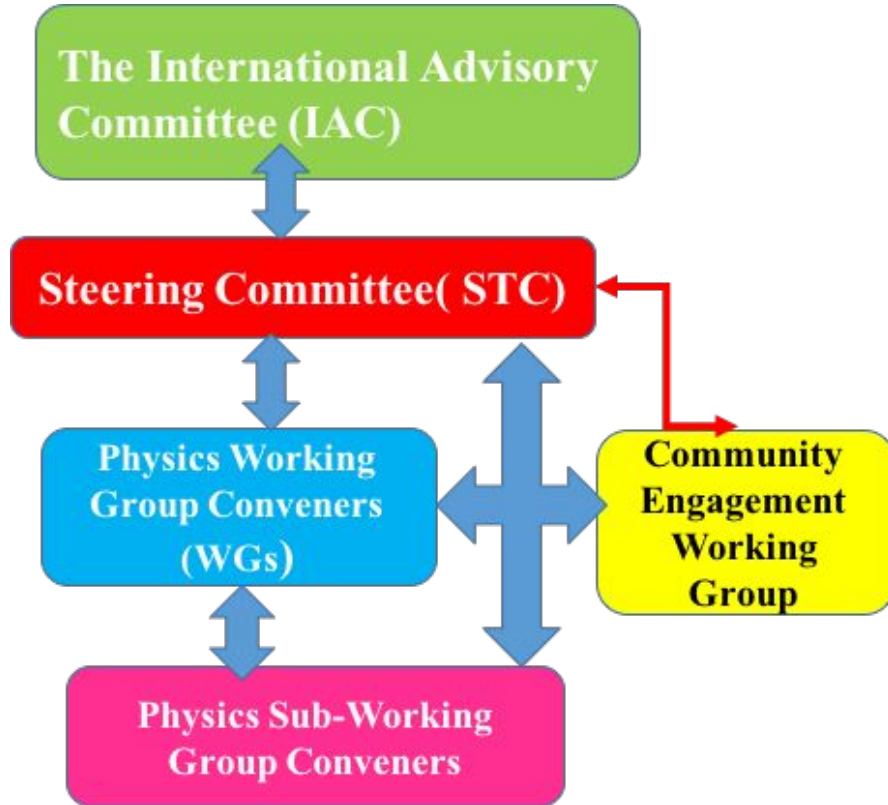 The International Advisory
Committee (IAC)
Steering Committee( STC)
Physics Working
Group Conveners
(WGs)
Community
Engagement
Working
Group
Physics Sub-Working
Group Conveners